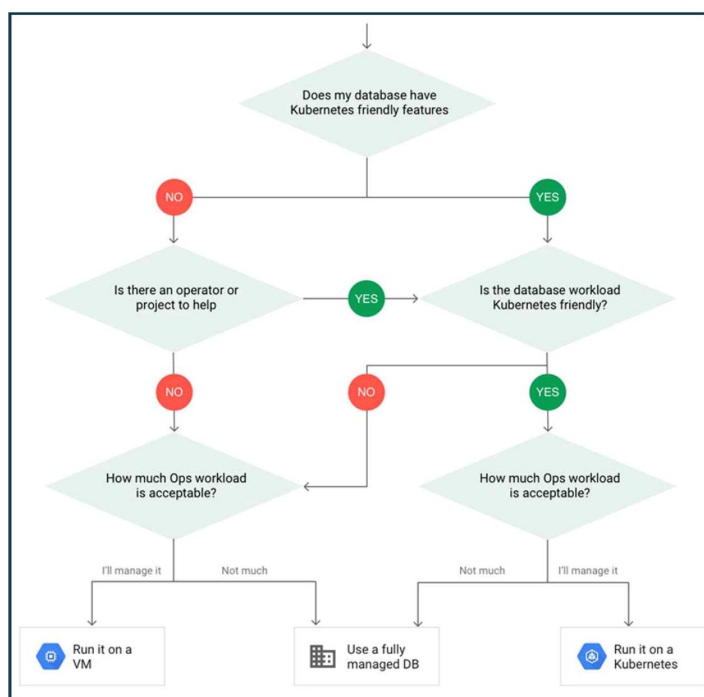 Does my database have
Kubernetes friendly features
NO
YES
Is there an operator or
project to help
YES
Is the database workload
Kubernetes friendly?
NO
NO
YES
How much Ops workload
is acceptable?
How much Ops workload
is acceptable?
I'll manage it
Not much
Not much
I'll manage it
Run it on a
VM
Use a fully
managed DB
Run it on a
Kubernetes